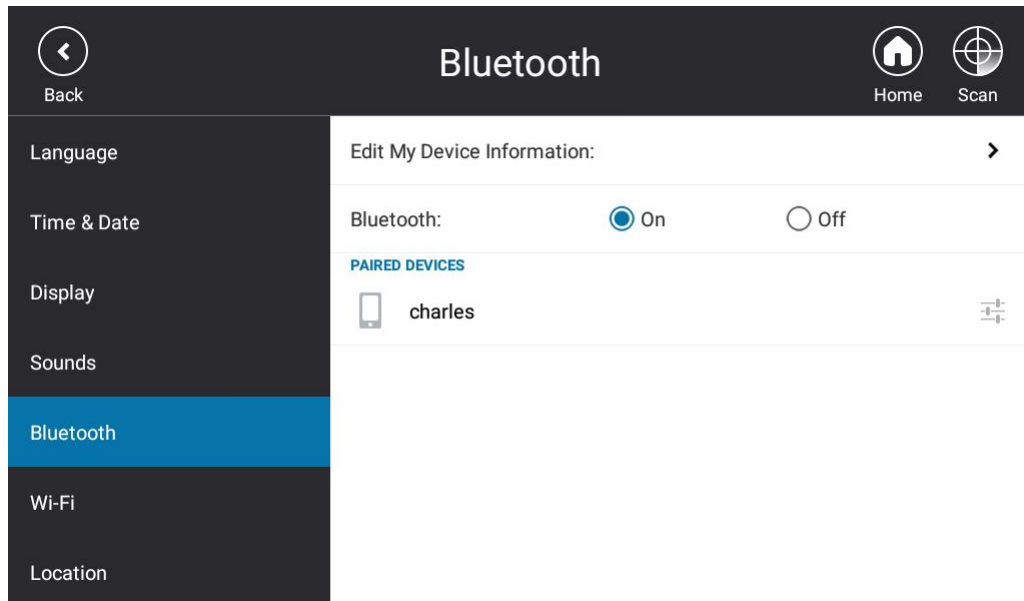 Bluetooth
Back
Home
Scan
Language
Time & Date
Display
Sounds
Bluetooth
Wi-Fi
Location
Edit My Device Information:
Bluetooth: On Off
PAIRED DEVICES
charles